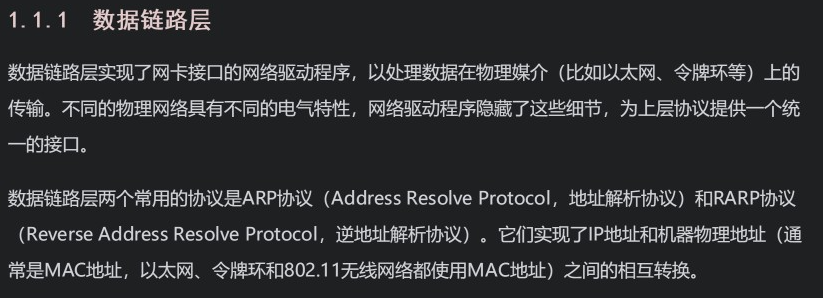 1.1.1 数据链路层
数据链路层实现了网卡接口的网络驱动程序，以处理数据在物理媒介（比如以太网、令牌环等）上的
传输。不同的物理网络具有不同的电气特性，网络驱动程序隐藏了这些细节，为上层协议提供一个统
一的接口。
数据链路层两个常用的协议是ARP协议（Address Resolve Protocol，地址解析协议）和RARP协议
（Reverse Address Resolve Protocol，逆地址解析协议）。它们实现了IP地址和机器物理地址（通
常是MAC地址，以太网、令牌环和802.11无线网络都使用MAC地址）之间的相互转换。